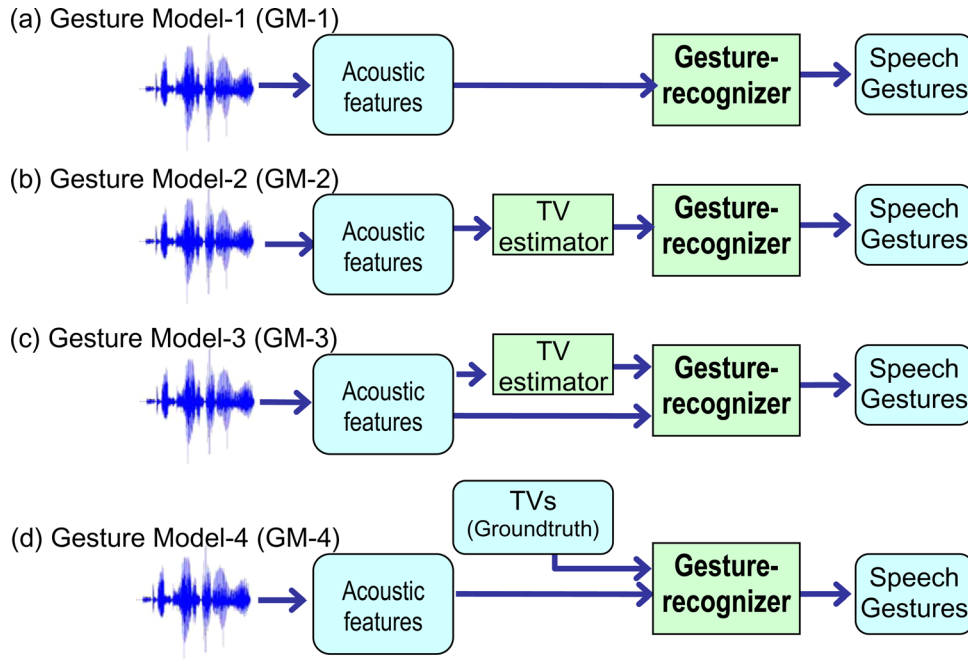 (a) Gesture Model-1 (GM-1)
Acoustic
features
Gesture-
recognizer
Speech
Gestures
(b) Gesture Model-2 (GM-2)
Acoustic
features
TV
estimator
Gesture-
recognizer
Speech
Gestures
(c) Gesture Model-3 (GM-3)
Acoustic
features
TV
estimator
Gesture-
recognizer
Speech
Gestures
(d) Gesture Model-4 (GM-4)
Acoustic
features
TVs
(Groundtruth)
Gesture-
recognizer
Speech
Gestures